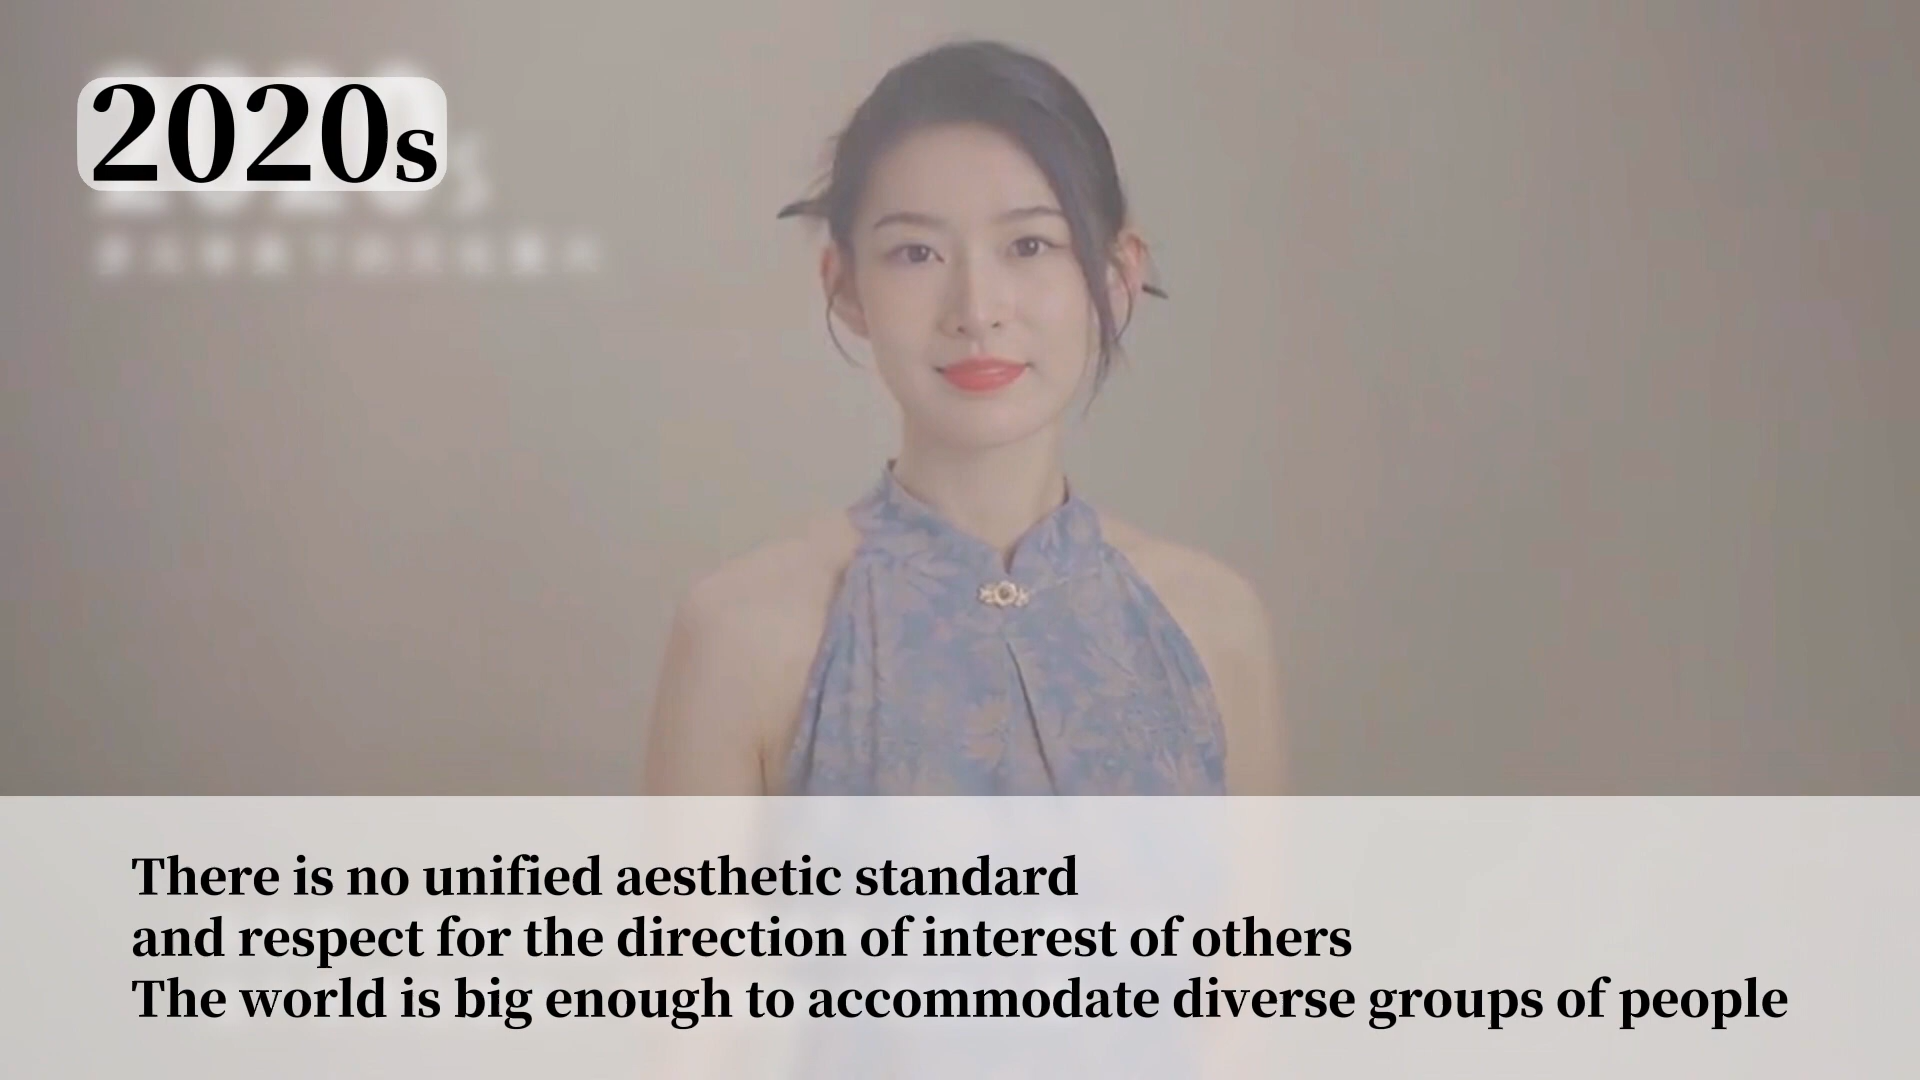 2020s
There is no unified aesthetic standard
and respect for the direction of interest of others
The world is big enough to accommodate diverse groups of people